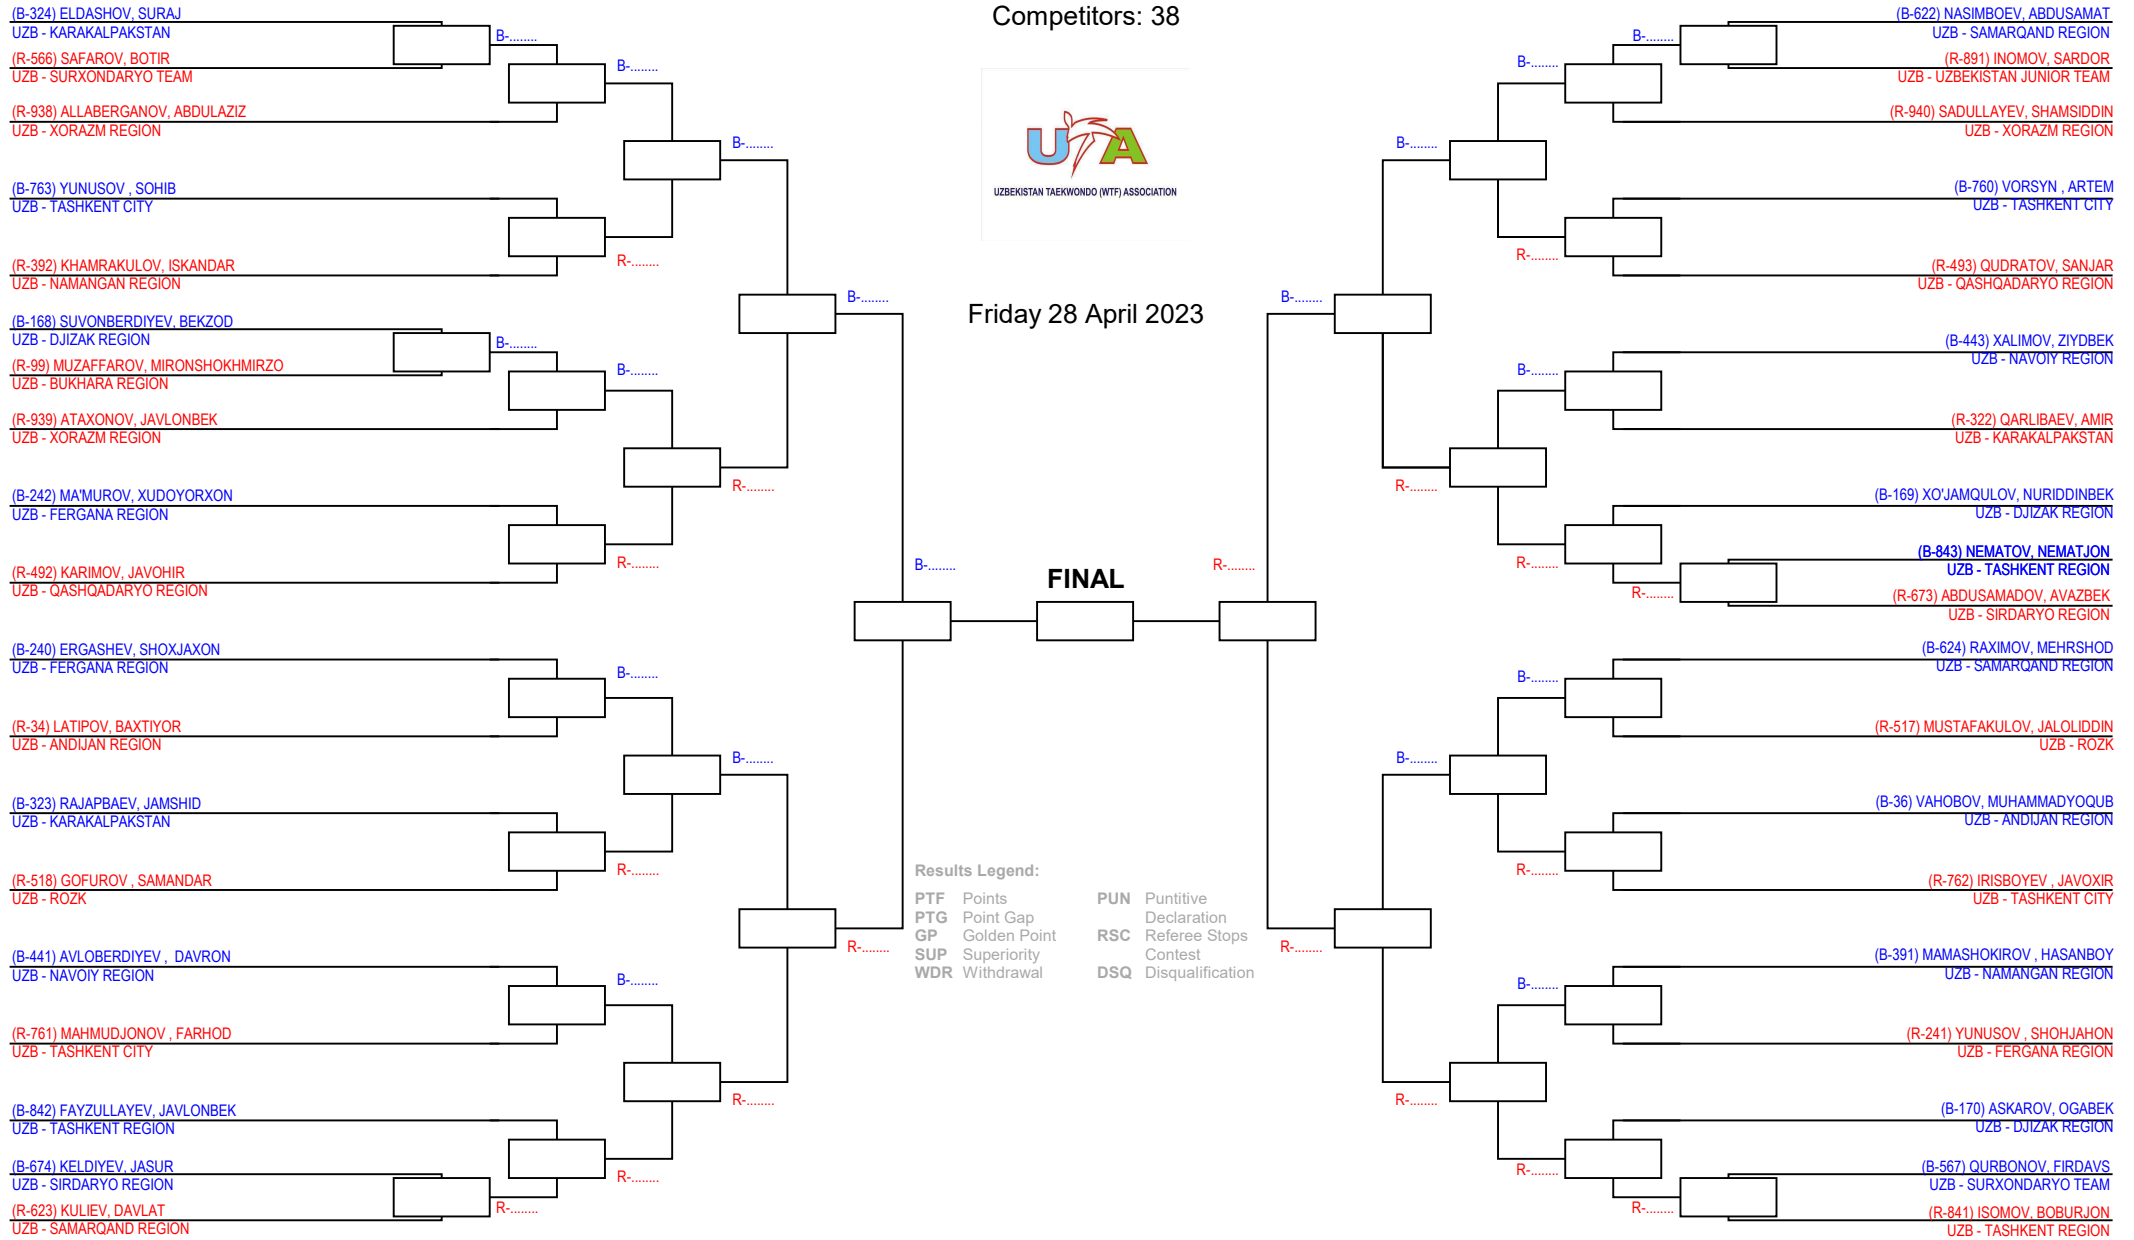 Competitors: 38
UTA
UZBEKISTAN TAEKWONDO (WTF) ASSOCIATION
Friday 28 April 2023
(B-324) ELDASHOV, SURAJ
UZB - KARAKALPAKSTAN
B-........
(R-566) SAFAROV, BOTIR
UZB - SURXONDARYO TEAM
B-........
(R-938) ALLABERGANOV, ABDULAZIZ
UZB - XORAZM REGION
B-........
(B-763) YUNUSOV , SOHIB
UZB - TASHKENT CITY
R-........
(R-392) KHAMRAKULOV, ISKANDAR
UZB - NAMANGAN REGION
B-........
(B-168) SUVONBERDIYEV, BEKZOD
UZB - DJIZAK REGION
B-........
(R-99) MUZAFFAROV, MIRONSHOKHMIRZO
UZB - BUKHARA REGION
B-........
(R-939) ATAXONOV, JAVLONBEK
UZB - XORAZM REGION
R-........
(B-242) MA'MUROV, XUDOYORXON
UZB - FERGANA REGION
R-........
(R-492) KARIMOV, JAVOHIR
UZB - QASHQADARYO REGION
B-........
(B-240) ERGASHEV, SHOXJAXON
UZB - FERGANA REGION
B-........
(R-34) LATIPOV, BAXTIYOR
UZB - ANDIJAN REGION
B-........
(B-323) RAJAPBAEV, JAMSHID
UZB - KARAKALPAKSTAN
R-........
(R-518) GOFUROV , SAMANDAR
UZB - ROZK
R-........
(B-441) AVLOBERDIYEV , DAVRON
UZB - NAVOIY REGION
B-........
(R-761) MAHMUDJONOV , FARHOD
UZB - TASHKENT CITY
R-........
(B-842) FAYZULLAYEV, JAVLONBEK
UZB - TASHKENT REGION
(B-674) KELDIYEV, JASUR
UZB - SIRDARYO REGION
R-........
(R-623) KULIEV, DAVLAT
UZB - SAMARQAND REGION
R-........
FINAL
Results Legend:
PTF Points
PTG Point Gap
GP Golden Point
SUP Superiority
WDR Withdrawal
PUN Puntitive
Declaration
RSC Referee Stops
Contest
DSQ Disqualification
(B-622) NASIMBOEV, ABDUSAMAT
UZB - SAMARQAND REGION
B-........
(R-891) INOMOV, SARDOR
UZB - UZBEKISTAN JUNIOR TEAM
B-........
(R-940) SADULLAYEV, SHAMSIDDIN
UZB - XORAZM REGION
B-........
(B-760) VORSYN , ARTEM
UZB - TASHKENT CITY
R-........
(R-493) QUDRATOV, SANJAR
UZB - QASHQADARYO REGION
B-........
(B-443) XALIMOV, ZIYDBEK
UZB - NAVOIY REGION
B-........
(R-322) QARLIBAEV, AMIR
UZB - KARAKALPAKSTAN
R-........
(B-169) XO'JAMQULOV, NURIDDINBEK
UZB - DJIZAK REGION
(B-843) NEMATOV, NEMATJON
UZB - TASHKENT REGION
R-........
R-........
(R-673) ABDUSAMADOV, AVAZBEK
UZB - SIRDARYO REGION
R-........
(B-624) RAXIMOV, MEHRSHOD
UZB - SAMARQAND REGION
B-........
(R-517) MUSTAFAKULOV, JALOLIDDIN
UZB - ROZK
B-........
(B-36) VAHOBOV, MUHAMMADYOQUB
UZB - ANDIJAN REGION
R-........
(R-762) IRISBOYEV , JAVOXIR
UZB - TASHKENT CITY
R-........
(B-391) MAMASHOKIROV , HASANBOY
UZB - NAMANGAN REGION
B-........
(R-241) YUNUSOV , SHOHJAHON
UZB - FERGANA REGION
R-........
(B-170) ASKAROV, OGABEK
UZB - DJIZAK REGION
(B-567) QURBONOV, FIRDAVS
UZB - SURXONDARYO TEAM
R-........
R-........
(R-841) ISOMOV, BOBURJON
UZB - TASHKENT REGION